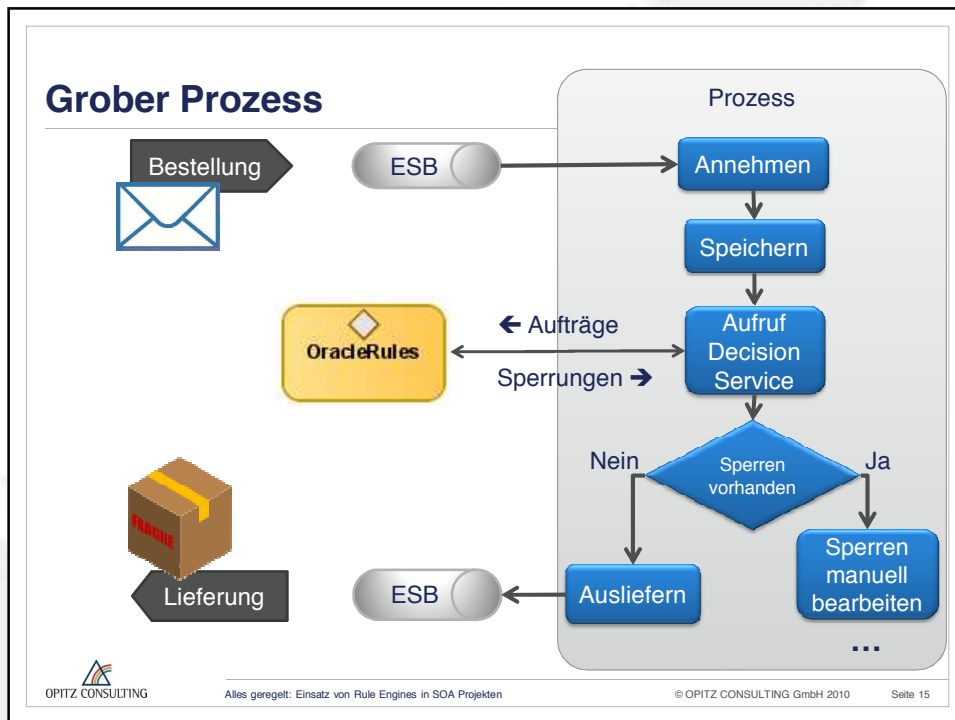 Grober Prozess
Prozess
Bestellung
ESB
Annehmen
Speichern
OracleRules
← Aufträge
Sperrungen →
Aufruf
Decision
Service
Nein
Sperren
vorhanden
Ja
FRAGILE
Sperren
manuell
bearbeiten
Lieferung
ESB
Ausliefern
...
OPITZ CONSULTING
Alles geregelt: Einsatz von Rule Engines in SOA Projekten
© OPITZ CONSULTING GmbH 2010
Seite 15